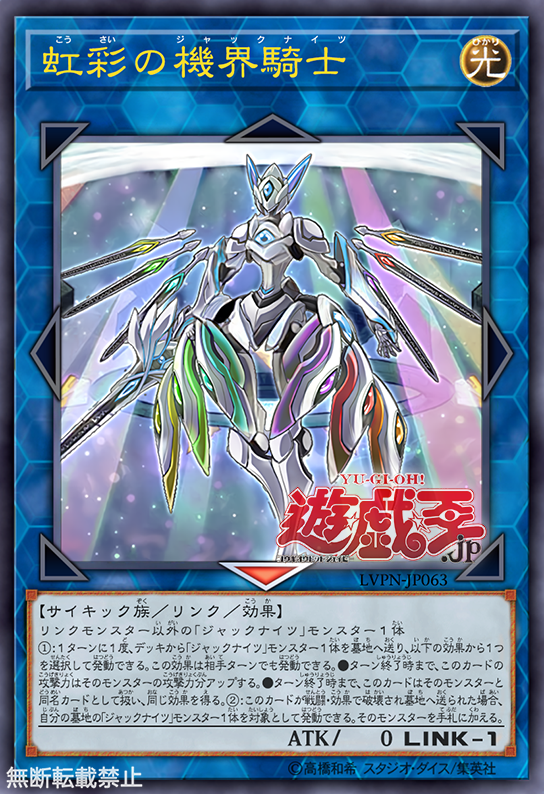 こうさい ジャックナイツ
虹彩の機界騎士
ひかり
光
YU-GI-OH!
遊戯王
.jp
LVPN-JP063
【サイキック族／リンク／効果】
リンクモンスター以外の「ジャックナイツ」モンスター１体
①：１ターンに１度、デッキから「ジャックナイツ」モンスター１体を墓地へ送り、以下の効果から１つ
を選択して発動できる。この効果は相手ターンでも発動できる。●ターン終了時まで、このカードの
攻撃力はそのモンスターの攻撃力分アップする。●ターン終了時まで、このカードはそのモンスターと
同名カードとして扱い、同じ効果を得る。②：このカードが戦闘・効果で破壊され墓地へ送られた場合、
自分の墓地の「ジャックナイツ」モンスター１体を対象として発動できる。そのモンスターを手札に加える。
ATK/ 0 LINK-1
無断転載禁止
©高橋和希 スタジオ・ダイス/集英社